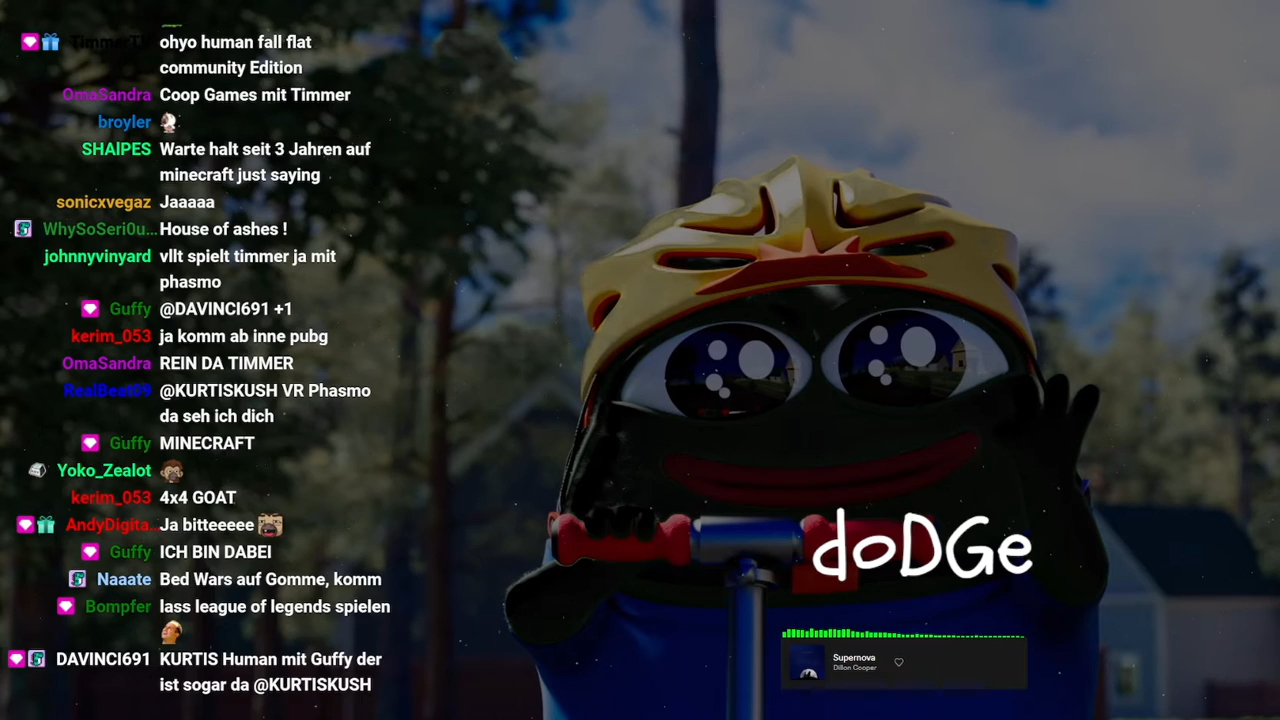 ohyo human fall flat
community Edition
OmaSandra Coop Games mit Timmer
broyler
SHAIPES Warte halt seit 3 Jahren auf
minecraft just saying
sonicxvegaz Jaaaaa
WhySoSeri0u... House of ashes !
johnnyvinyard vllt spielt timmer ja mit
phasmo
Guffy @DAVINCI691 +1
kerim_053 ja komm ab inne pubg
OmaSandra REIN DA TIMMER
RealBeat09 @KURTISKUSH VR Phasmo
da seh ich dich
Guffy MINECRAFT
Yoko_Zealot
kerim_053 4x4 GOAT
AndyDigita... Ja bitteeeee
Guffy ICH BIN DABEI
Naaate Bed Wars auf Gomme, komm
Bompfer lass league of legends spielen
DAVINCI691 KURTIS Human mit Guffy der
ist sogar da @KURTISKUSH
doDGe
Supernova
Dillon Cooper